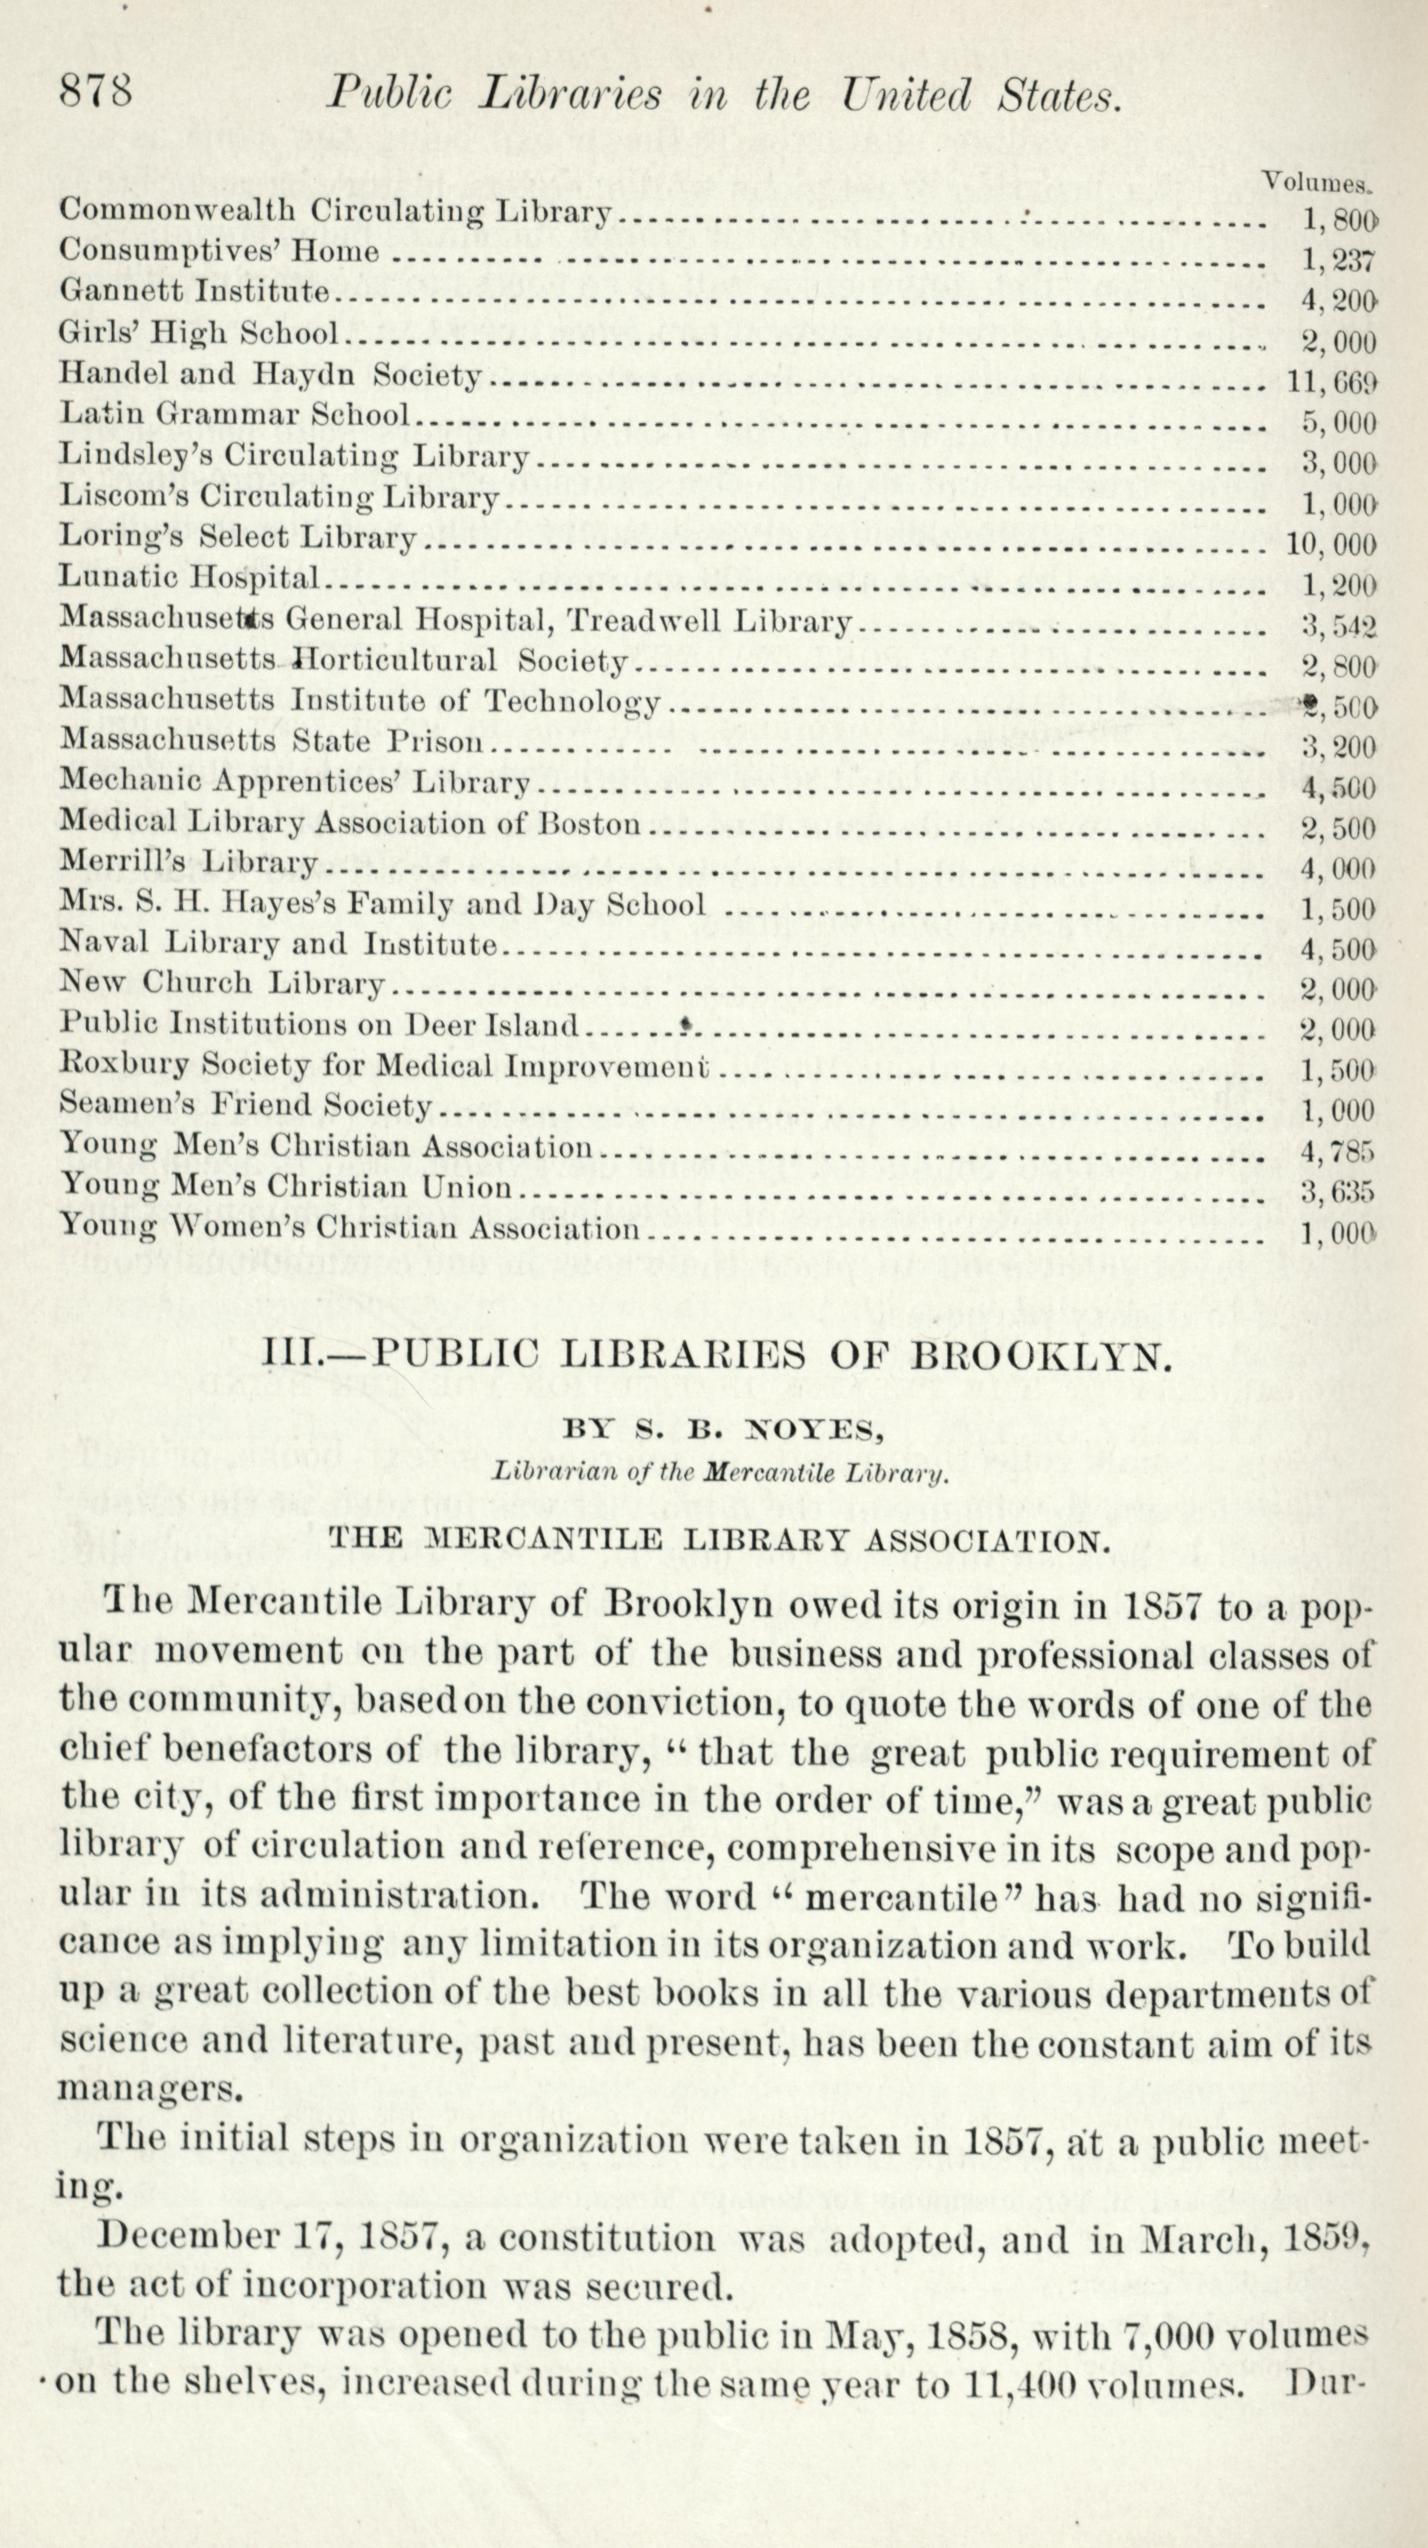 878 Public Libraries in the United States.
Volumes.
Commonwealth Circulating Library 1,800
Consumptives' Home 1,237
Gannett Institute 4,200
Girls' High School 2,000
Handel and Haydn Society 11,669
Latin Grammar School 5,000
Lindsley's Circulating Library 3,000
Liscom's Circulating Library 1,000
Loring's Select Library 10,000
Lunatic Hospital 1,200
Massachusetts General Hospital, Treadwell Library 3,542
Massachusetts Horticultural Society 2,800
Massachusetts Institute of Technology 2,500
Massachusetts State Prison 3,200
Mechanic Apprentices' Library 4,500
Medical Library Association of Boston 2,500
Merrill's Library 4,000
Mrs. S. H. Hayes's Family and Day School 1,500
Naval Library and Institute 4,500
New Church Library 2,000
Public Institutions on Deer Island 2,000
Roxbury Society for Medical Improvement 1,500
Seamen's Friend Society 1,000
Young Men's Christian Association 4,785
Young Men's Christian Union 3,635
Young Women's Christian Association 1,000
III.—PUBLIC LIBRARIES OF BROOKLYN.
BY S. B. NOYES,
Librarian of the Mercantile Library.
THE MERCANTILE LIBRARY ASSOCIATION.
The Mercantile Library of Brooklyn owed its origin in 1857 to a pop-
ular movement on the part of the business and professional classes of
the community, based on the conviction, to quote the words of one of the
chief benefactors of the library, "that the great public requirement of
the city, of the first importance in the order of time," was a great public
library of circulation and reference, comprehensive in its scope and pop-
ular in its administration. The word "mercantile" has had no signifi-
cance as implying any limitation in its organization and work. To build
up a great collection of the best books in all the various departments of
science and literature, past and present, has been the constant aim of its
managers.
The initial steps in organization were taken in 1857, at a public meet-
ing.
December 17, 1857, a constitution was adopted, and in March, 1859,
the act of incorporation was secured.
The library was opened to the public in May, 1858, with 7,000 volumes
on the shelves, increased during the same year to 11,400 volumes. Dur-